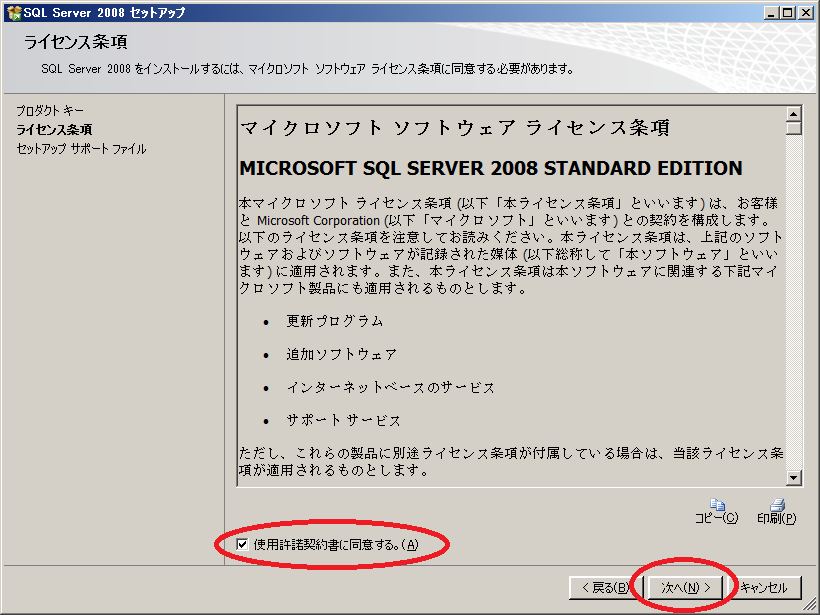 SQL Server 2008 セットアップ
ライセンス条項
SQL Server 2008 をインストールするには、マイクロソフト ソフトウェア ライセンス条項に同意する必要があります。
プロダクト キー
ライセンス条項
セットアップ サポート ファイル
マイクロソフト ソフトウェア ライセンス条項
MICROSOFT SQL SERVER 2008 STANDARD EDITION
本マイクロソフト ライセンス条項 (以下「本ライセンス条項」といいます) は、お客様
と Microsoft Corporation (以下「マイクロソフト」といいます) との契約を構成します。
以下のライセンス条項を注意してお読みください。本ライセンス条項は、上記のソフト
ウェアおよびソフトウェアが記録された媒体 (以下総称して「本ソフトウェア」といい
ます) に適用されます。また、本ライセンス条項は本ソフトウェアに関連する下記マイ
クロソフト製品にも適用されるものとします。
• 更新プログラム
• 追加ソフトウェア
• インターネットベースのサービス
• サポート サービス
ただし、これらの製品に別途ライセンス条項が付属している場合は、当該ライセンス条
項が適用されるものとします。
コピー(C) 印刷(P)
使用許諾契約書に同意する。(A)
< 戻る(B) 次へ(N) > キャンセル